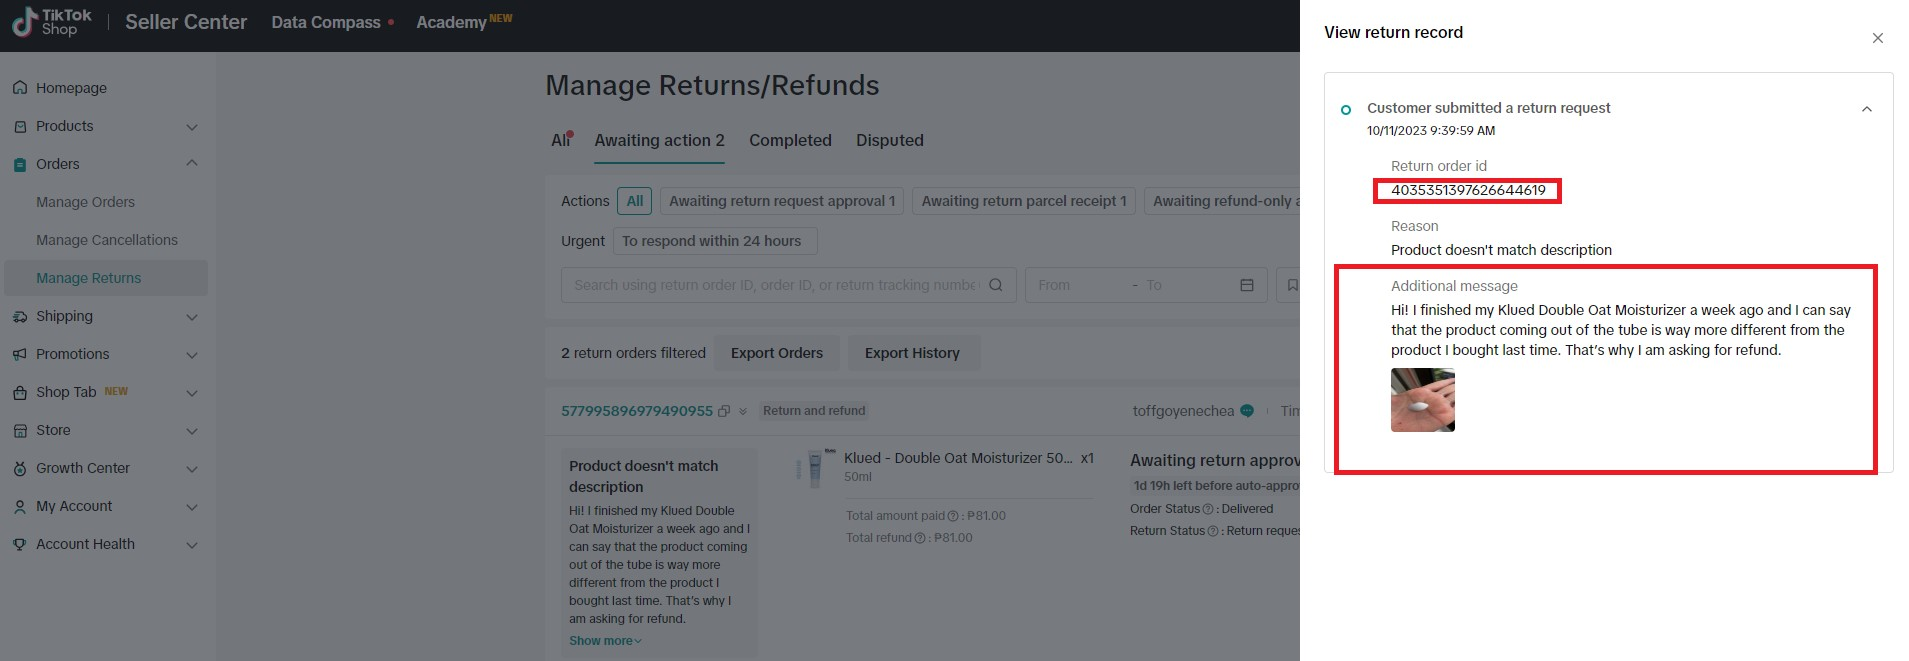 TikTok
Shop
Seller Center
Data Compass
Academy NEW
Homepage
Products
Orders
Manage Orders
Manage Cancellations
Manage Returns
Shipping
Promotions
Shop Tab NEW
Store
Growth Center
My Account
Account Health
Manage Returns/Refunds
All
Awaiting action 2
Completed
Disputed
Actions
All
Awaiting return request approval 1
Awaiting return parcel receipt 1
Awaiting refund-only a
Urgent
To respond within 24 hours
Search using return order ID, order ID, or return tracking numbe
From - To
2 return orders filtered
Export Orders
Export History
577995896979490955
Return and refund
toffgoyenechea
Tim
Product doesn't match
description
Hi! I finished my Klued Double
Oat Moisturizer a week ago and I
can say that the product coming
out of the tube is way more
different from the product I
bought last time. That’s why I
am asking for refund.
Show more
Klued - Double Oat Moisturizer 50... x1
50ml
Total amount paid : ₱81.00
Total refund : ₱81.00
Awaiting return approv
1d 19h left before auto-appro
Order Status : Delivered
Return Status : Return reques
View return record
Customer submitted a return request
10/11/2023 9:39:59 AM
Return order id
4035351397626644619
Reason
Product doesn't match description
Additional message
Hi! I finished my Klued Double Oat Moisturizer a week ago and I can say
that the product coming out of the tube is way more different from the
product I bought last time. That’s why I am asking for refund.